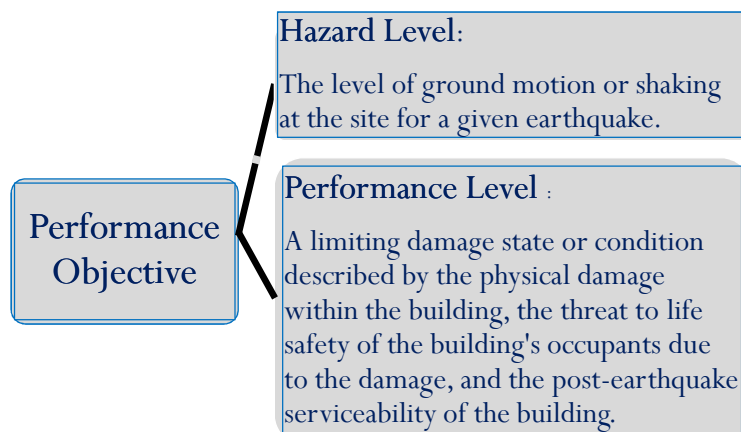 Hazard Level:
The level of ground motion or shaking
at the site for a given earthquake.
Performance
Objective
Performance Level :
A limiting damage state or condition
described by the physical damage
within the building, the threat to life
safety of the building's occupants due
to the damage, and the post-earthquake
serviceability of the building.